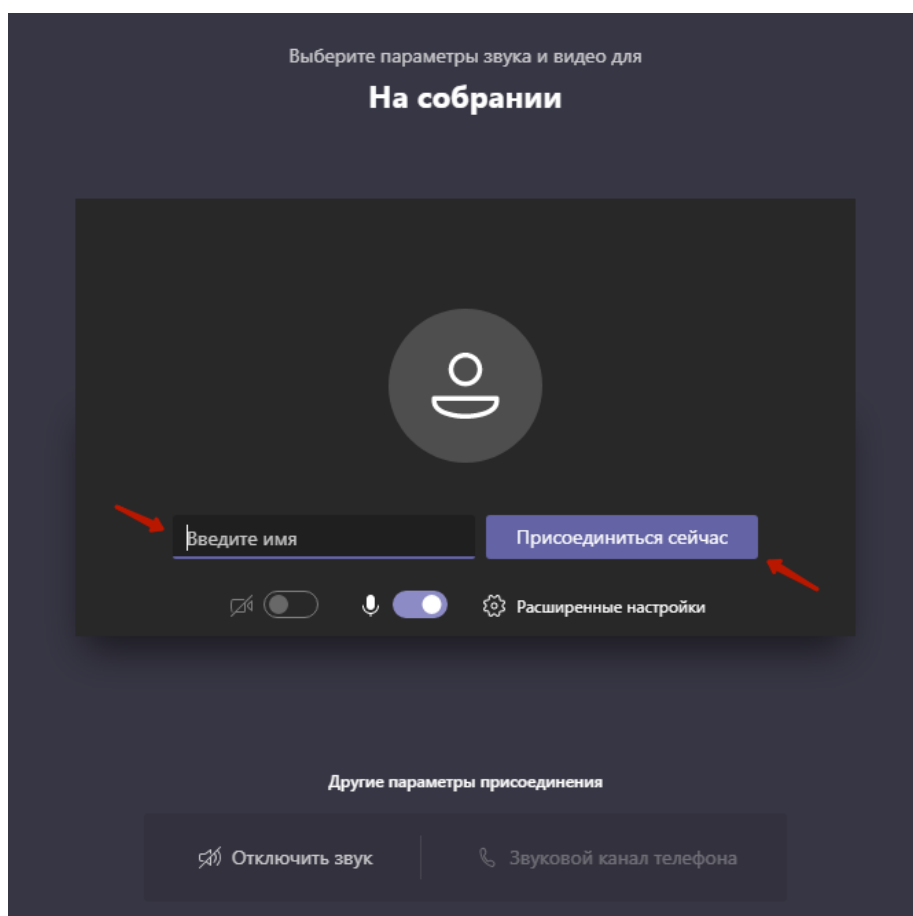 Выберите параметры звука и видео для
На собрании
Введите имя
Присоединиться сейчас
Расширенные настройки
Другие параметры присоединения
Отключить звук
Звуковой канал телефона